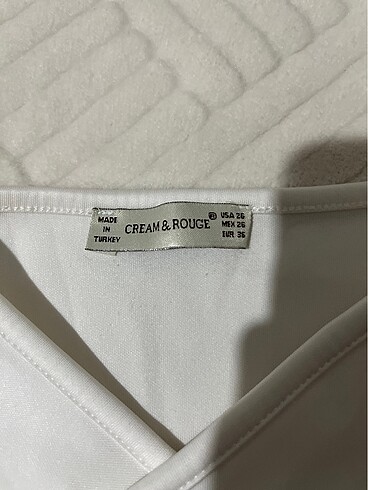 MADE
IN
TURKEY
CREAM & ROUGE ®
USA 26
MEX 26
EUR 36